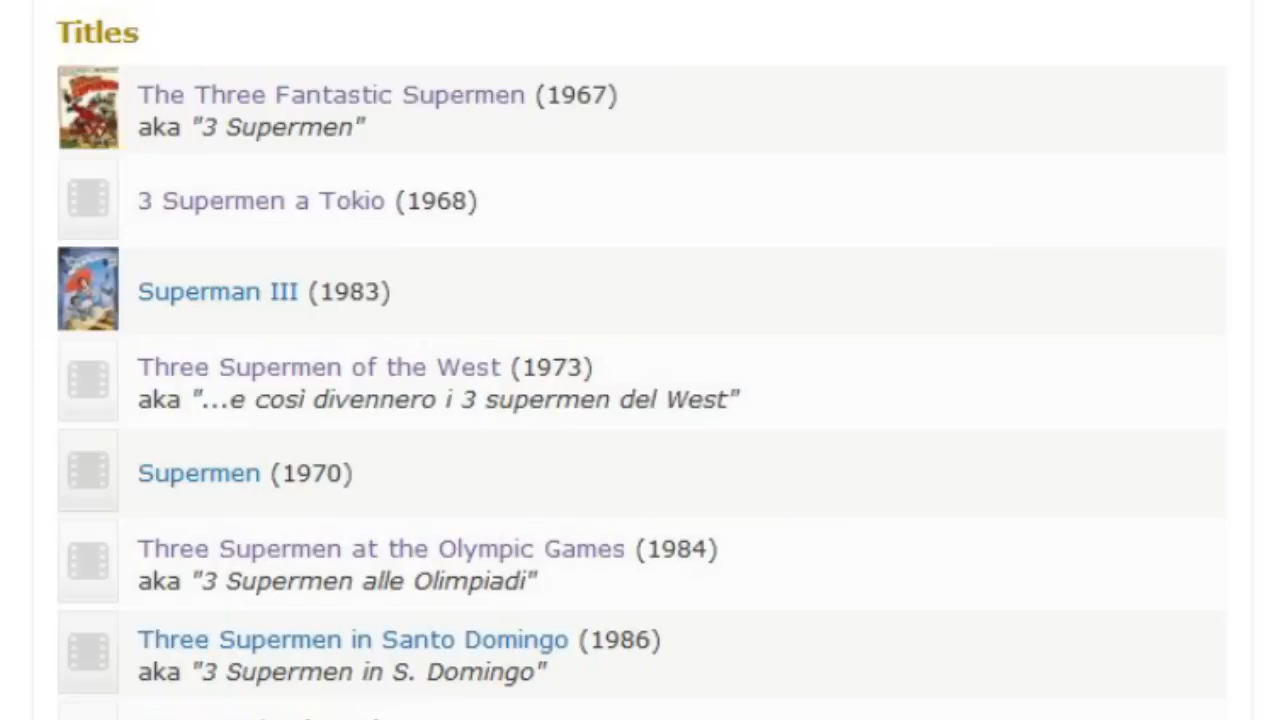 Titles
The Three Fantastic Supermen (1967)
aka "3 Supermen"
3 Supermen a Tokio (1968)
Superman III (1983)
Three Supermen of the West (1973)
aka "...e così divennero i 3 supermen del West"
Supermen (1970)
Three Supermen at the Olympic Games (1984)
aka "3 Supermen alle Olimpiadi"
Three Supermen in Santo Domingo (1986)
aka "3 Supermen in S. Domingo"